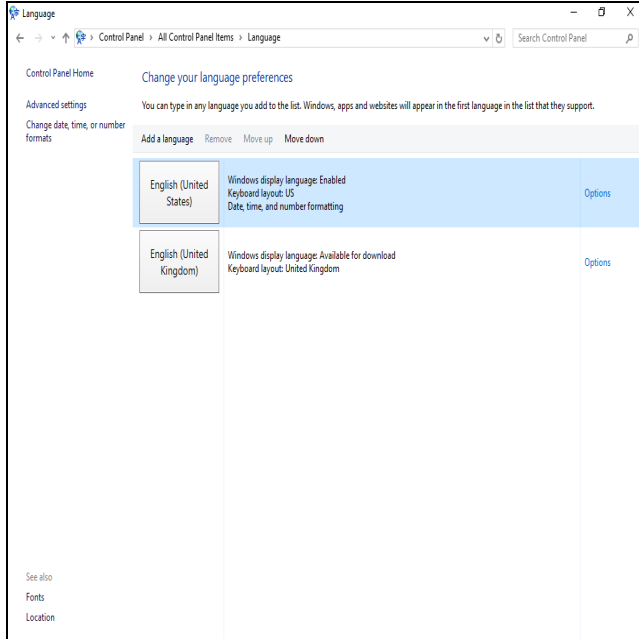 Language
Control Panel › All Control Panel Items › Language
Search Control Panel
Control Panel Home
Advanced settings
Change date, time, or number
formats
Change your language preferences
You can type in any language you add to the list. Windows, apps and websites will appear in the first language in the list that they support.
Add a language Remove Move up Move down
English (United
States)
Windows display language: Enabled
Keyboard layout: US
Date, time, and number formatting
Options
English (United
Kingdom)
Windows display language: Available for download
Keyboard layout: United Kingdom
Options
See also
Fonts
Location